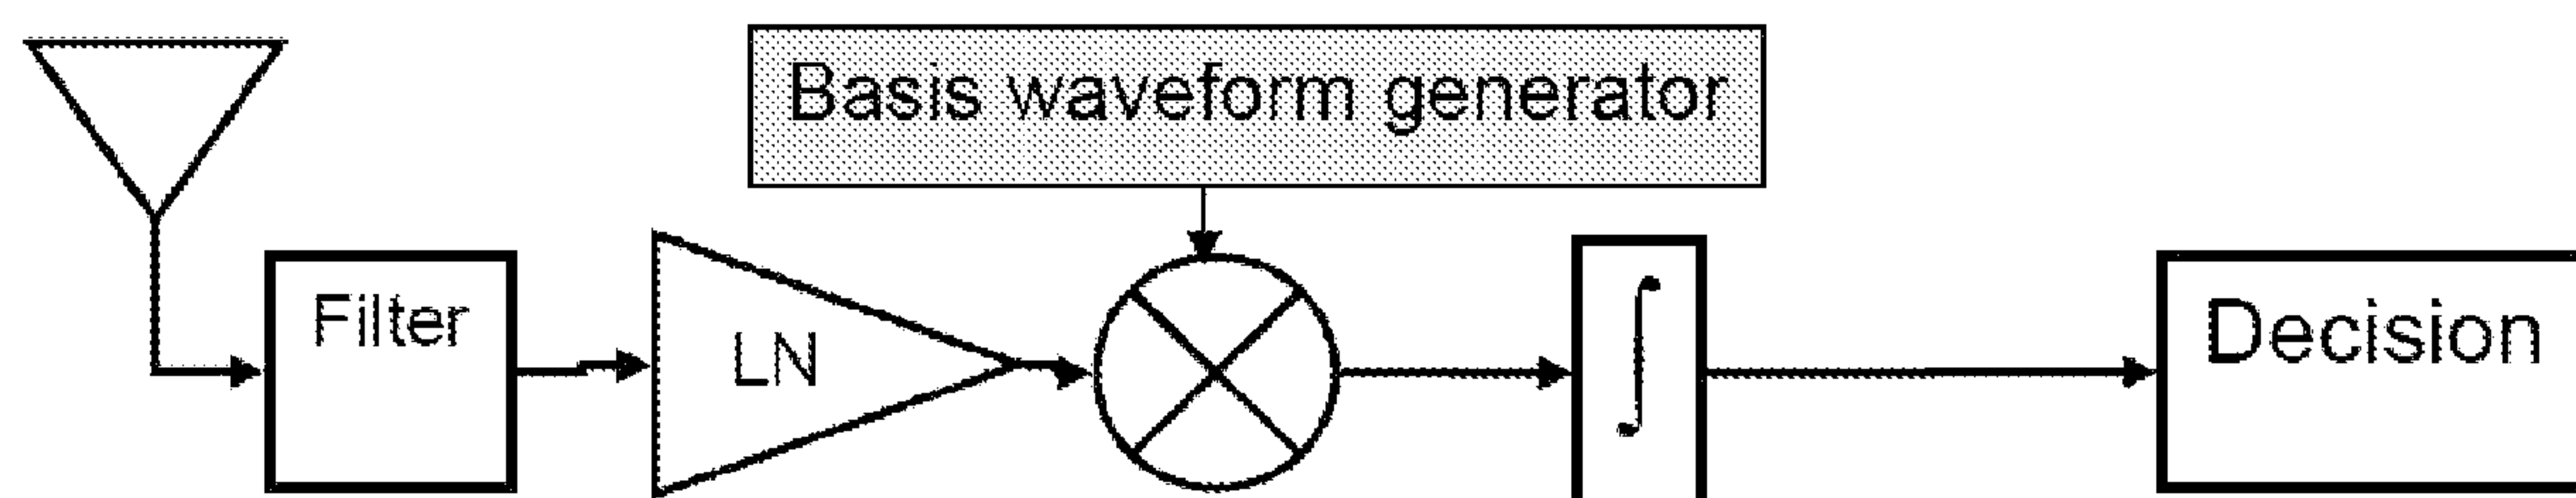 Basis waveform generator
Filter
LN
∫
Decision